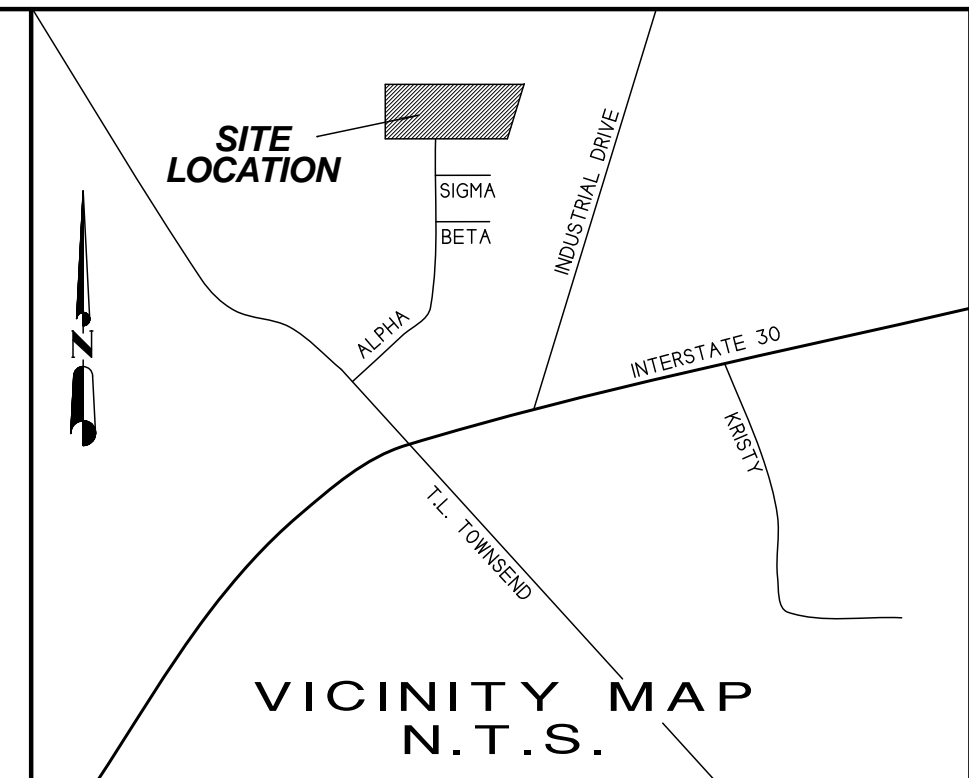 SITE
LOCATION
SIGMA
BETA
INDUSTRIAL DRIVE
ALPHA
N
INTERSTATE 30
KRISTY
T.L. TOWNSEND
VICINITY MAP
N.T.S.